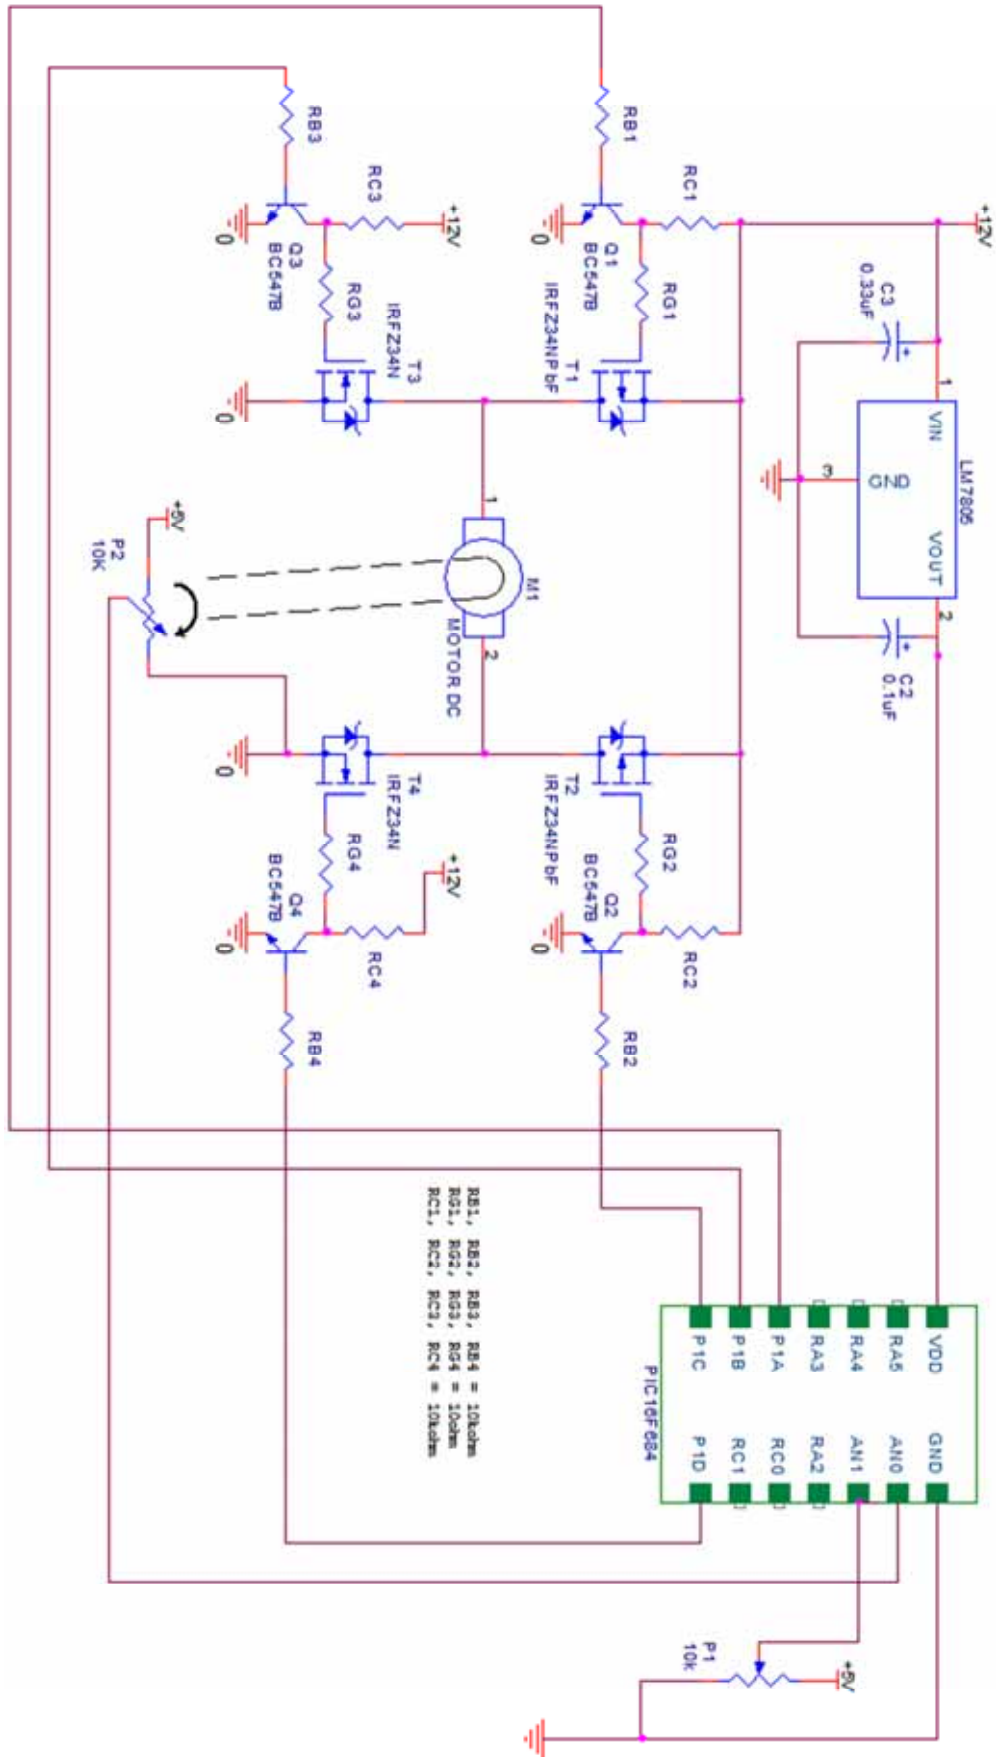 +12V
C3
0.33uF
1
VIN
LM7805
GND
3
VOUT
2
C2
0.1uF
RB1
RC1
Q1
BC547B
0
RG1
T1
IRFZ34NPbF
RB3
RC3
+12V
Q3
BC547B
0
RG3
T3
IRFZ34N
0
1
M1
MOTOR DC
2
+5V
P2
10K
T2
IRFZ34NPbF
RG2
Q2
BC547B
0
RC2
RB2
T4
IRFZ34N
0
RG4
+12V
Q4
BC547B
0
RC4
RB4
RB1, RB2, RB3, RB4 = 10kohm
RG1, RG2, RG3, RG4 = 10ohm
RC1, RC2, RC3, RC4 = 10kohm
VDD
RA5
RA4
RA3
P1A
P1B
P1C
GND
AN0
AN1
RA2
RC0
RC1
P1D
PIC16F684
P1
10k
+5V